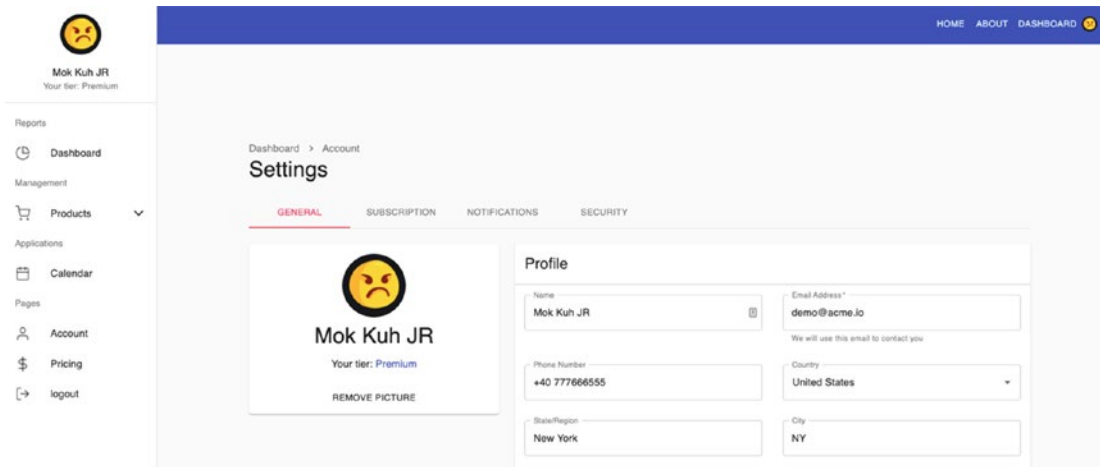 HOME ABOUT DASHBOARD
Mok Kuh JR
Your tier: Premium
Reports
Dashboard
Management
Products
Applications
Calendar
Pages
Account
Pricing
logout
Dashboard > Account
Settings
GENERAL SUBSCRIPTION NOTIFICATIONS SECURITY
Mok Kuh JR
Your tier: Premium
REMOVE PICTURE
Profile
Name
Mok Kuh JR
Email Address*
demo@acme.io
We will use this email to contact you
Phone Number
+40 777666555
Country
United States
State/Region
New York
City
NY